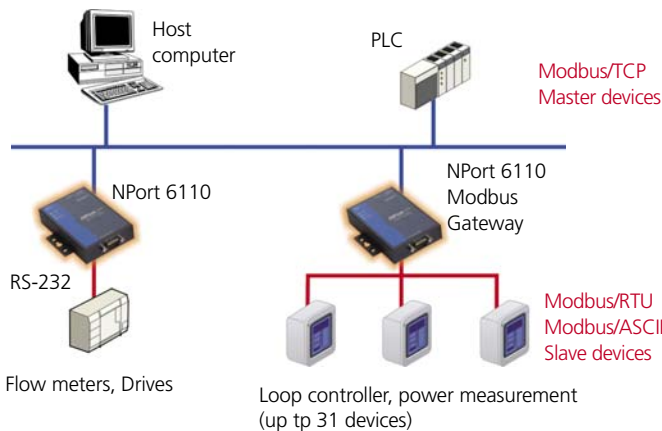 Host
computer
PLC
Modbus/TCP
Master devices
NPort 6110
NPort 6110
Modbus
Gateway
RS-232
Modbus/RTU
Modbus/ASCII
Slave devices
Flow meters, Drives
Loop controller, power measurement
(up tp 31 devices)